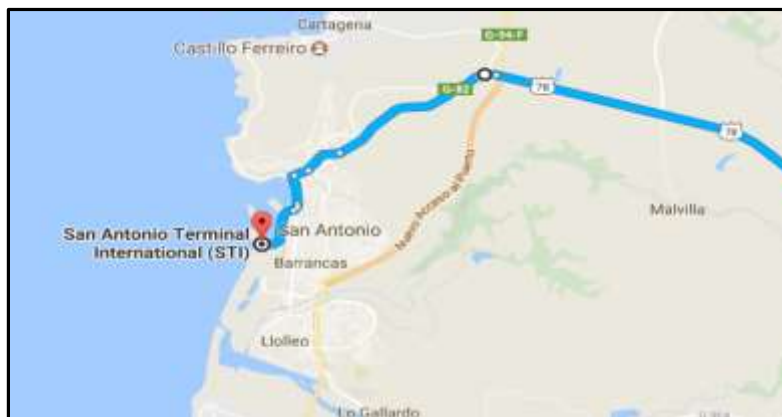 Cartagena
Castillo Ferreiro
G-94-F
G-82
78
78
Nuevo Acceso al Puerto
Malvilla
San Antonio Terminal
International (STI)
San Antonio
Barrancas
Llolleo
Lo Gallardo